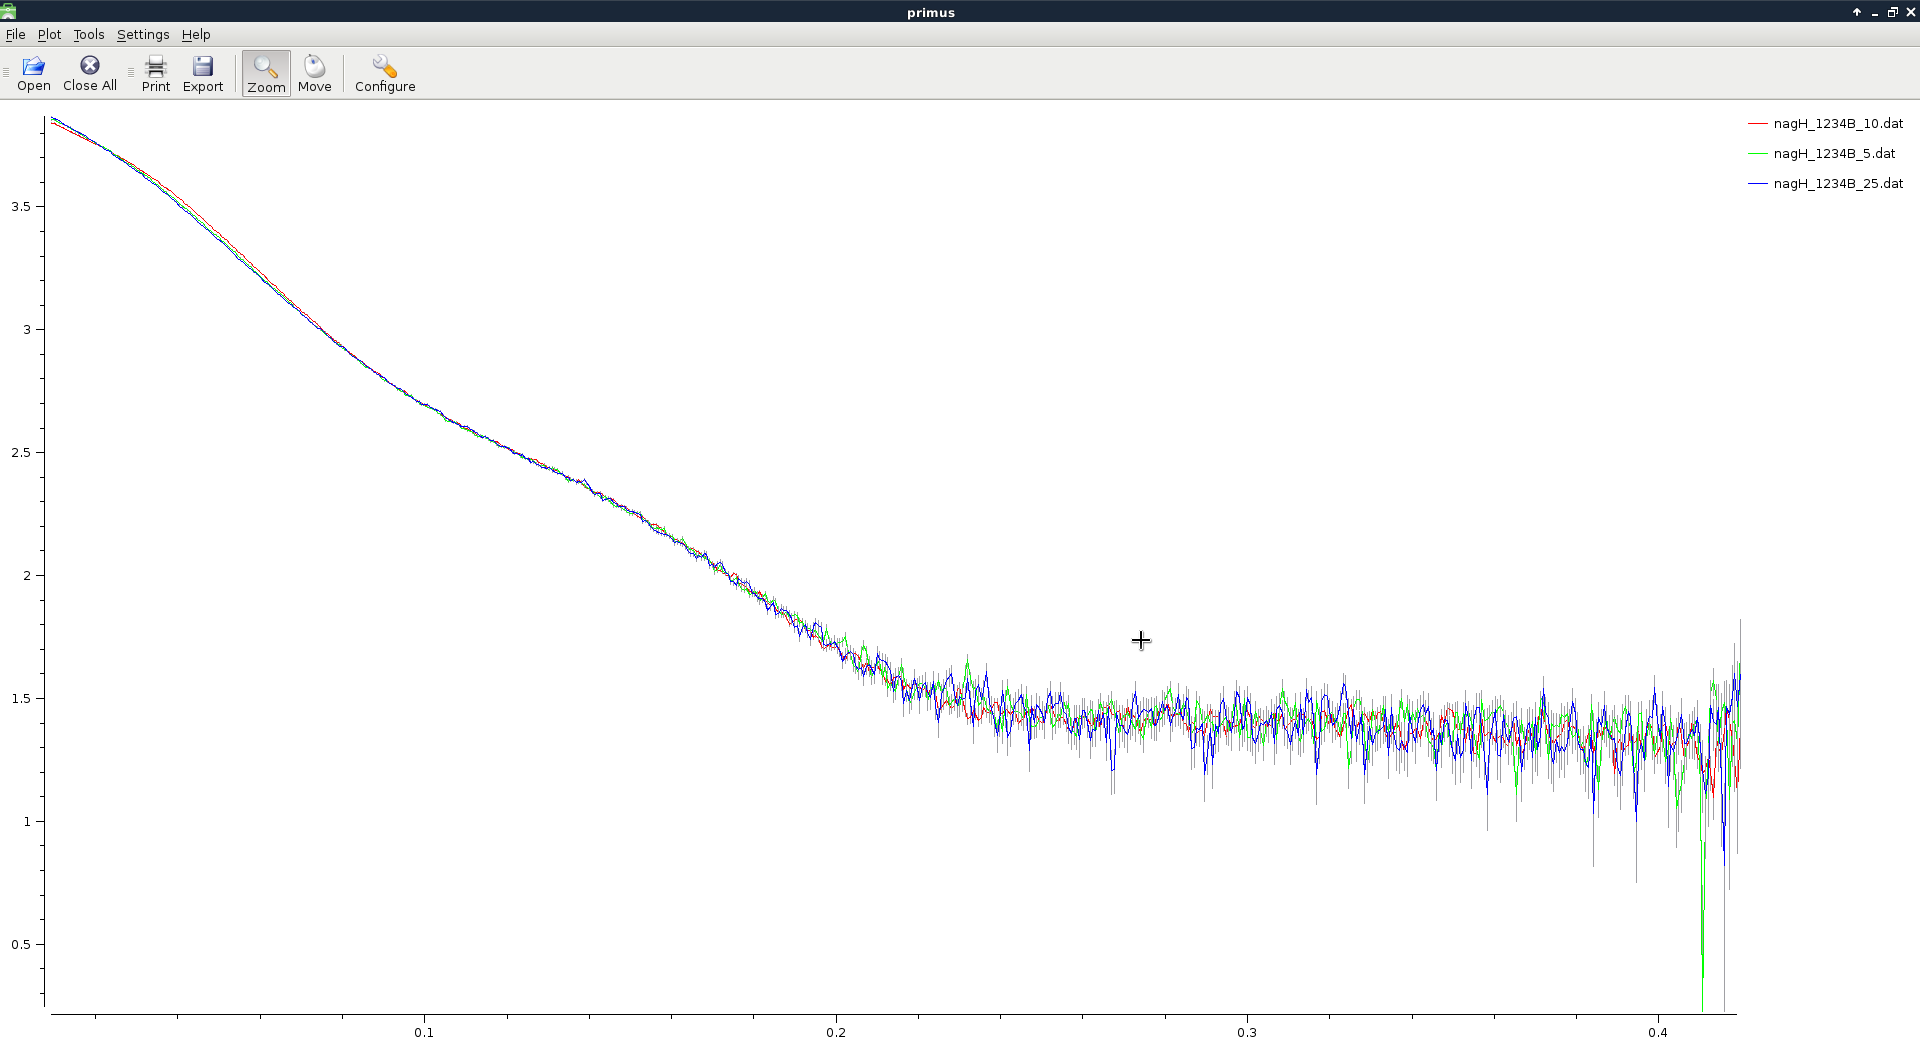 primus
File Plot Tools Settings Help
Open Close All Print Export Zoom Move Configure
nagH_1234B_10.dat
nagH_1234B_5.dat
nagH_1234B_25.dat
3.5
3
2.5
2
1.5
1
0.5
0.1 0.2 0.3 0.4